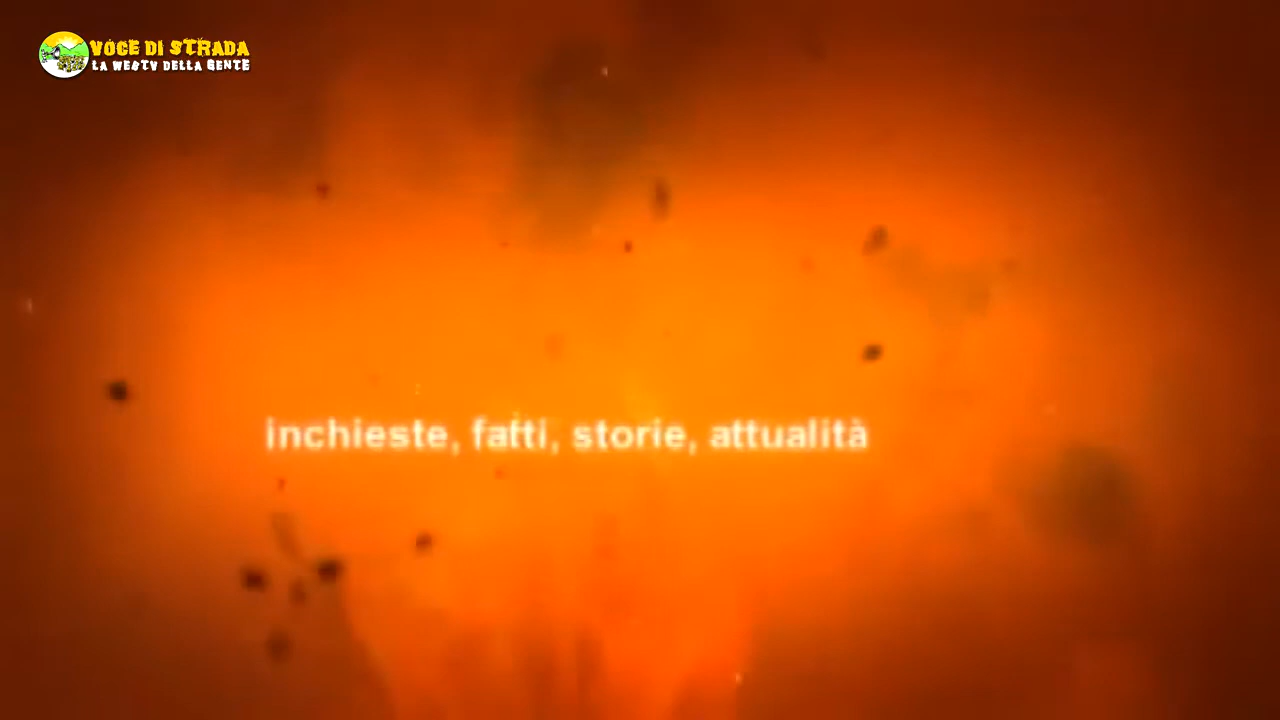 VOCE DI STRADA
LA WEBTV DELLA GENTE
inchieste, fatti, storie, attualità